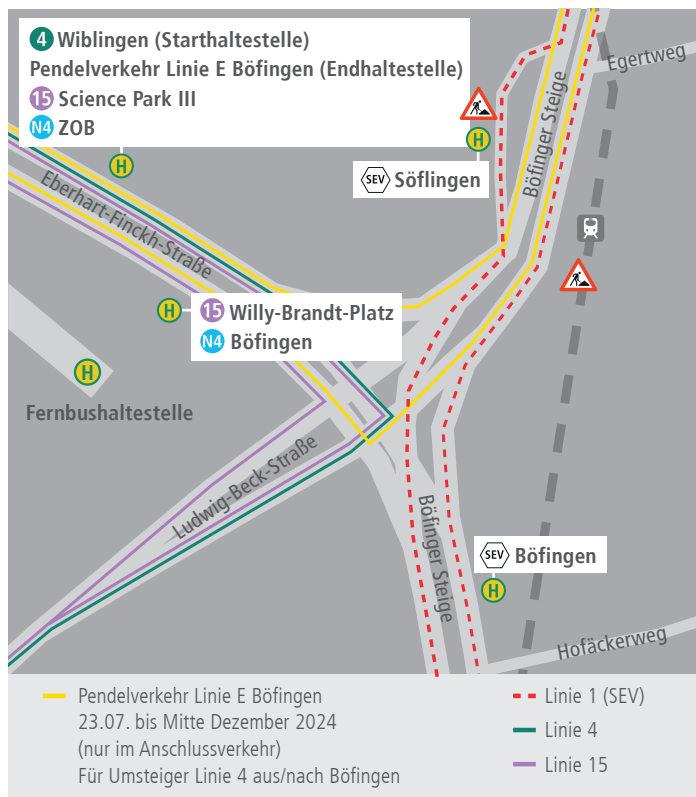 4 Wiblingen (Starthaltestelle)
Pendelverkehr Linie E Böfingen (Endhaltestelle)
15 Science Park III
N4 ZOB
H
Egertweg
Böfinger Steige
H
SEV Söflingen
Eberhart-Finckh-Straße
H
15 Willy-Brandt-Platz
N4 Böfingen
H
Fernbushaltestelle
Ludwig-Beck-Straße
Böfinger Steige
SEV Böfingen
H
Hofäckerweg
Pendelverkehr Linie E Böfingen
23.07. bis Mitte Dezember 2024
(nur im Anschlussverkehr)
Für Umsteiger Linie 4 aus/nach Böfingen
Linie 1 (SEV)
Linie 4
Linie 15